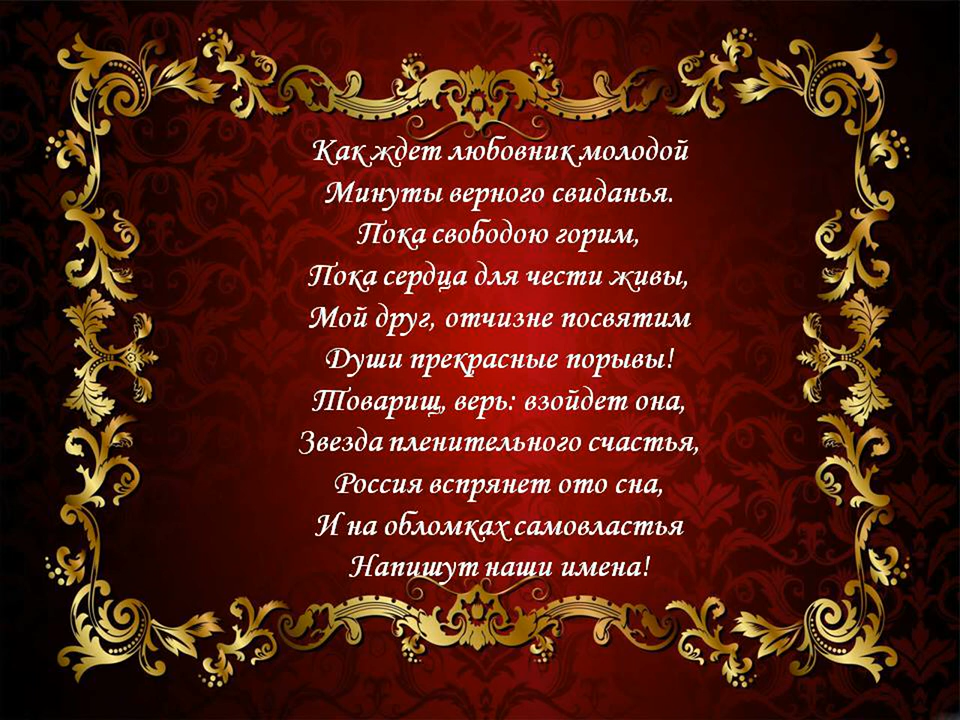 Как ждет любовник молодой
Минуты верного свиданья.
Пока свободою горим,
Пока сердца для чести живы,
Мой друг, отчизне посвятим
Души прекрасные порывы!
Товарищ, верь: взойдет она,
Звезда пленительного счастья,
Россия вспрянет ото сна,
И на обломках самовластья
Напишут наши имена!